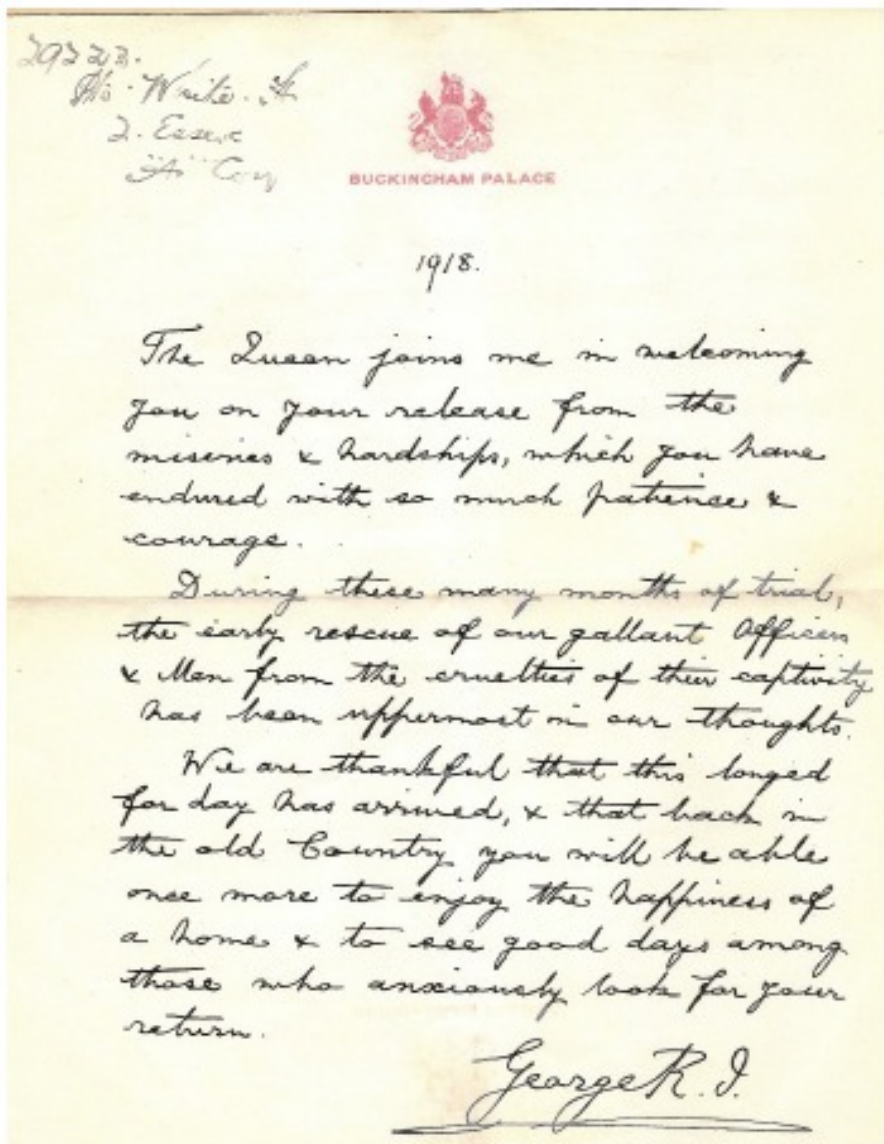 White.
2. Essex
"A" Coy
BUCKINGHAM PALACE
1918.
The Queen joins me in welcoming
you on your release from the
miseries & hardships, which you have
endured with so much patience &
courage.
During these many months of trial,
the early rescue of our gallant Officers
& Men from the cruelties of their captivity
has been uppermost in our thoughts.
We are thankful that this longed
for day has arrived, & that back in
the old Country you will be able
once more to enjoy the happiness of
a home & to see good days among
those who anxiously look for your
return.
George R.I.